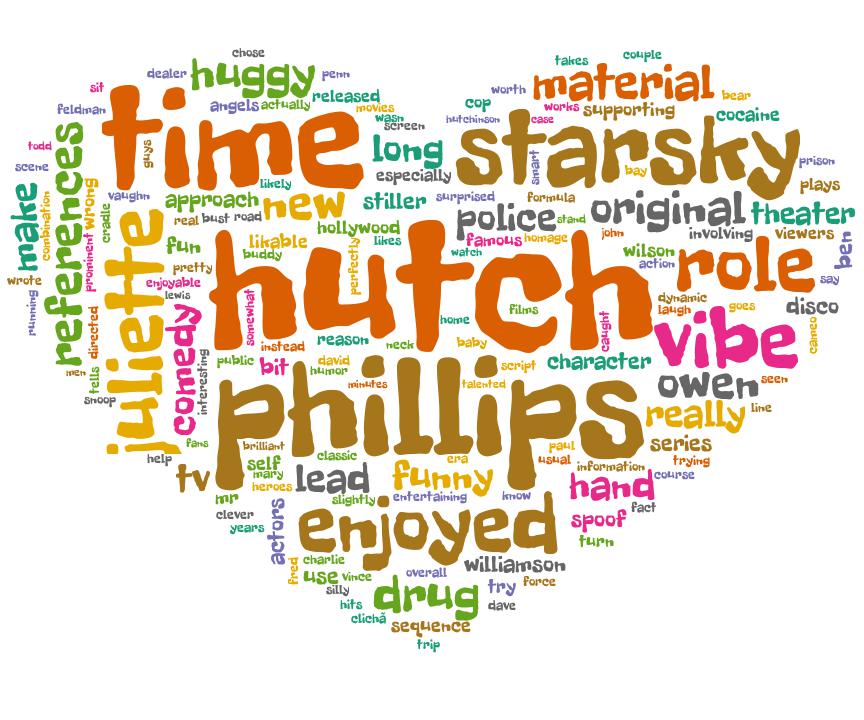 chose
dealer
huggy
penn
takes
couple
sit
feldman
time
angels
actually
released
movies
worth
material
bear
wasn
screen
cop
works
supporting
hutchinson
case
cocaine
todd
scene
references
guys
long
especially
starsky
smart
bay
prison
plays
make
combination
wrong
cradle
vaughn
approach
likely
new
stiller
surprised
formula
real
bust
road
hollywood
police
stand
original
theater
prominent
juliette
fun
likable
buddy
likes
perfectly
famous
homage
john
involving
viewers
watch
wilson
action
role
ben
say
wrote
running
pretty
enjoyable
lewis
hutch
somewhat
directed
comedy
films
dynamic
laugh
goes
disco
cameo
home
caught
vibe
instead
reason
neck
baby
interesting
public
bit
david
humor
minutes
script
talented
character
men
tells
snoop
phillips
owen
seen
really
line
fans
brilliant
classic
era
paul
usual
series
help
tv
self
mary
heroes
lead
funny
information
trying
course
mr
slightly
entertaining
know
hand
fact
clever
years
actors
enjoyed
spoof
turn
fred
charlie
use
vince
overall
williamson
silly
drug
try
force
hits
dave
clichã
sequence
trip